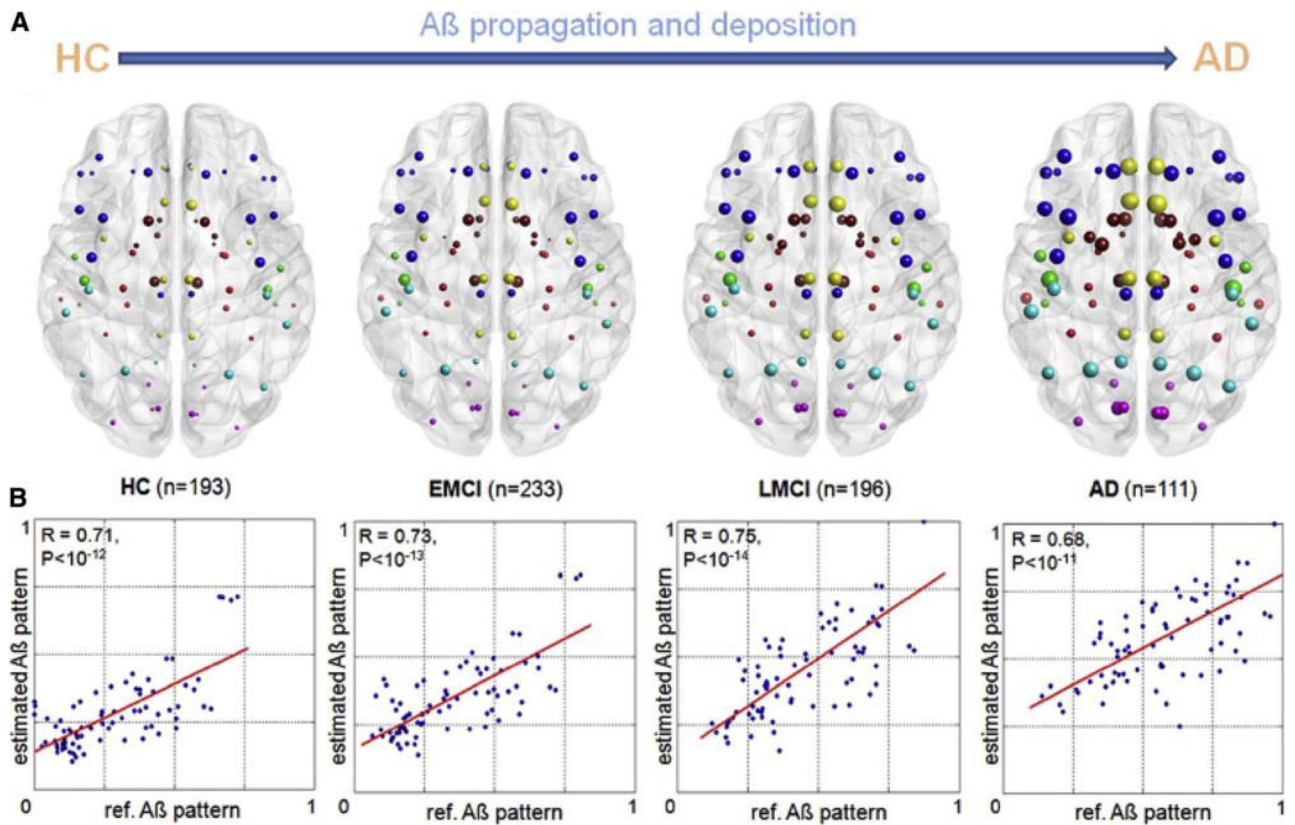 A
Aß propagation and deposition
HC
AD
HC (n=193)
EMCI (n=233)
LMCI (n=196)
AD (n=111)
B
1
R = 0.71,
P<10⁻¹²
estimated Aß pattern
0
ref. Aß pattern
1
1
R = 0.73,
P<10⁻¹³
estimated Aß pattern
0
ref. Aß pattern
1
1
R = 0.75,
P<10⁻¹⁴
estimated Aß pattern
0
ref. Aß pattern
1
1
R = 0.68,
P<10⁻¹¹
estimated Aß pattern
0
ref. Aß pattern
1